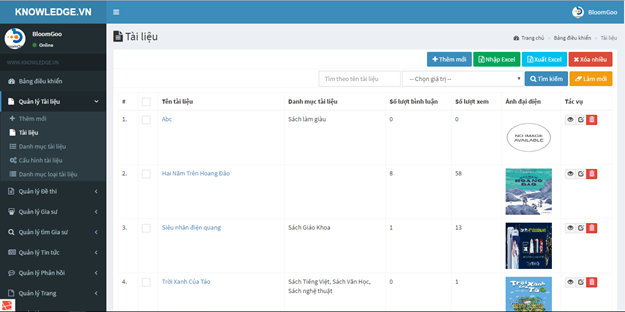 KNOWLEDGE.VN
BloomGoo
BloomGoo
Online
WWW.KNOWLEDGE.VN
Bảng điều khiển
Quản lý Tài liệu
Thêm mới
Tài liệu
Danh mục tài liệu
Cấu hình tài liệu
Danh mục loại tài liệu
Quản lý Đề thi
Quản lý Gia sư
Quản lý tìm Gia sư
Quản lý Tin tức
Quản lý Phản hồi
Quản lý Trang
Tài liệu
Trang chủ › Bảng điều khiển › Tài liệu
Thêm mới Nhập Excel Xuất Excel Xóa nhiều
Tìm theo tên tài liệu -- Chọn giá trị -- Tìm kiếm Làm mới
# Tên tài liệu Danh mục tài liệu Số lượt bình luận Số lượt xem Ảnh đại diện Tác vụ
1. Abc Sách làm giàu 0 0
NO IMAGE
AVAILABLE
2. Hai Năm Trên Hoang Đảo 8 58
HOANG
ĐẢO
3. Siêu nhân điện quang Sách Giáo Khoa 1 13
4. Trời Xanh Của Táo Sách Tiếng Việt, Sách Văn Học, 0 1
Sách nghệ thuật
Trời Xanh